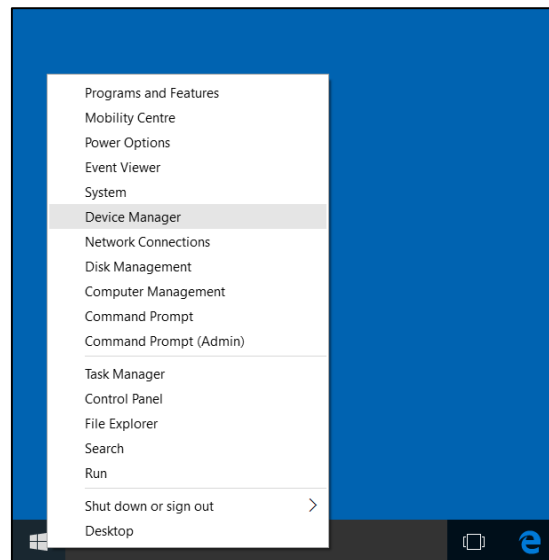 Programs and Features
Mobility Centre
Power Options
Event Viewer
System
Device Manager
Network Connections
Disk Management
Computer Management
Command Prompt
Command Prompt (Admin)
Task Manager
Control Panel
File Explorer
Search
Run
Shut down or sign out
Desktop